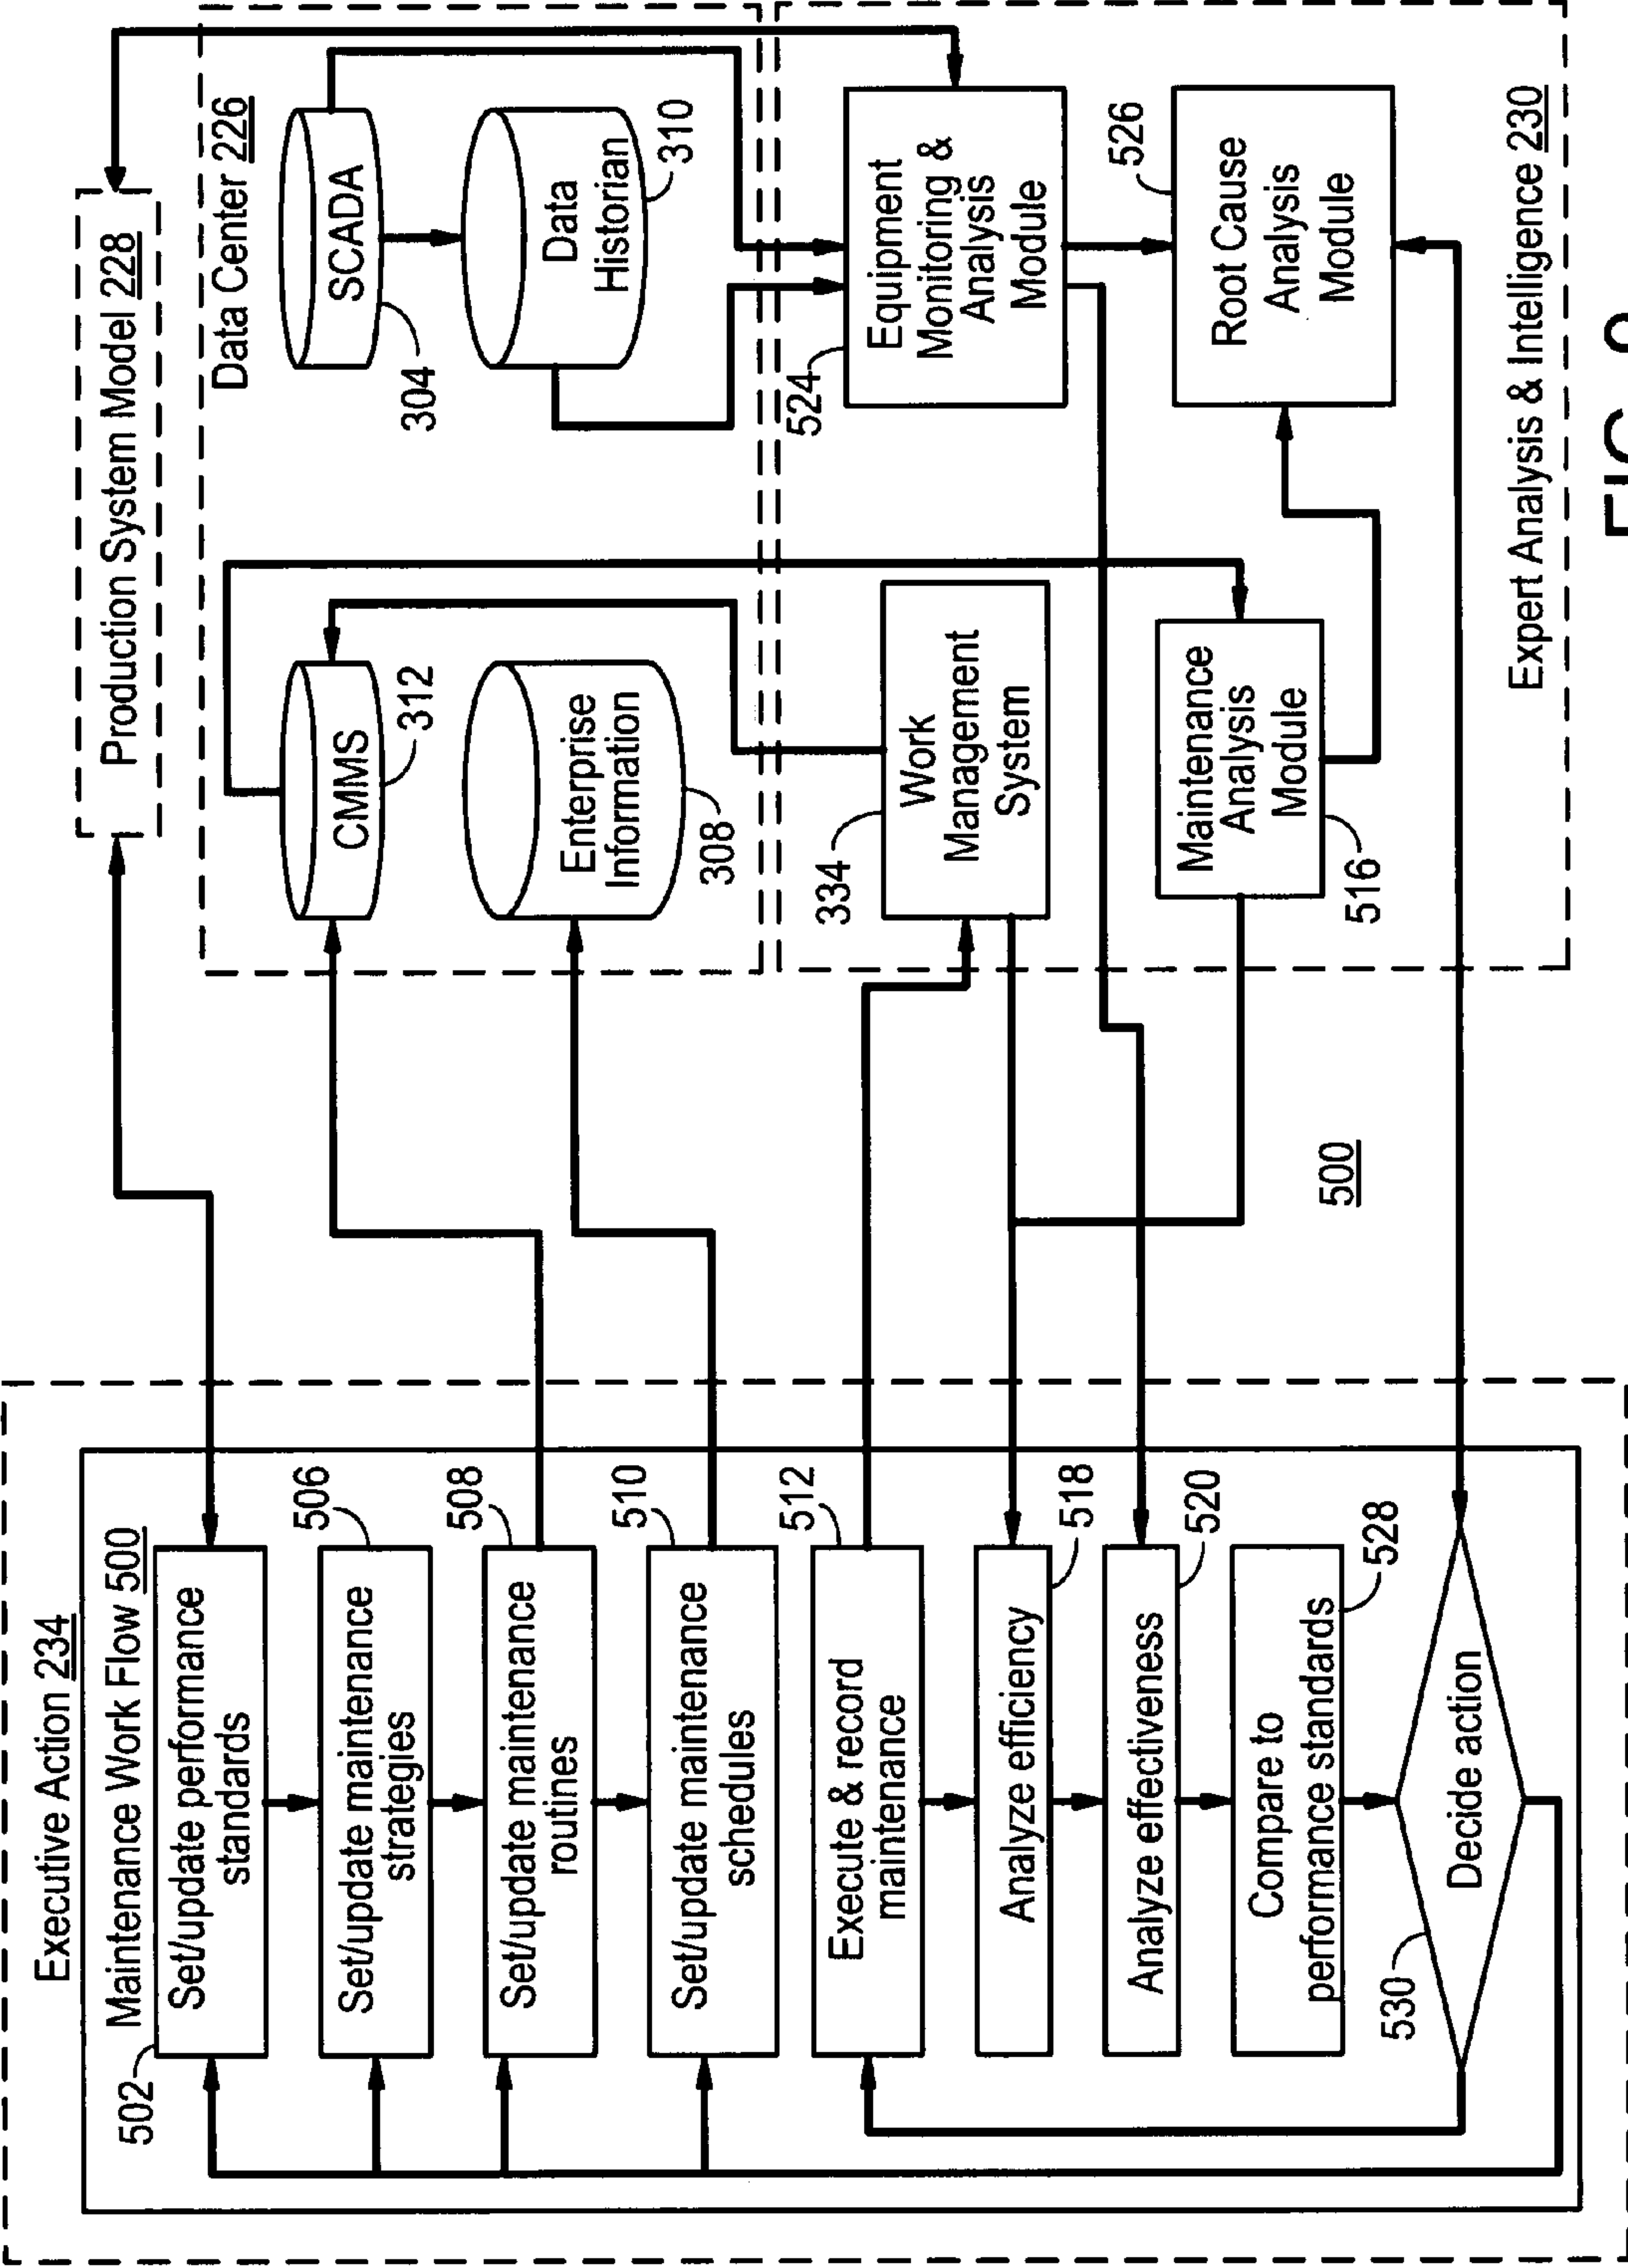 Executive Action 234
Maintenance Work Flow 500
502
Set/update performance
standards
506
Set/update maintenance
strategies
508
Set/update maintenance
routines
510
Set/update maintenance
schedules
512
Execute & record
maintenance
Analyze efficiency
518
Analyze effectiveness
520
Compare to
performance standards
528
530
Decide action
500
Production System Model 228
Data Center 226
CMMS
312
Enterprise
Information
308
SCADA
304
Data
Historian
310
334
Work
Management
System
Maintenance
Analysis
Module
516
524
Equipment
Monitoring &
Analysis
Module
526
Root Cause
Analysis
Module
Expert Analysis & Intelligence 230